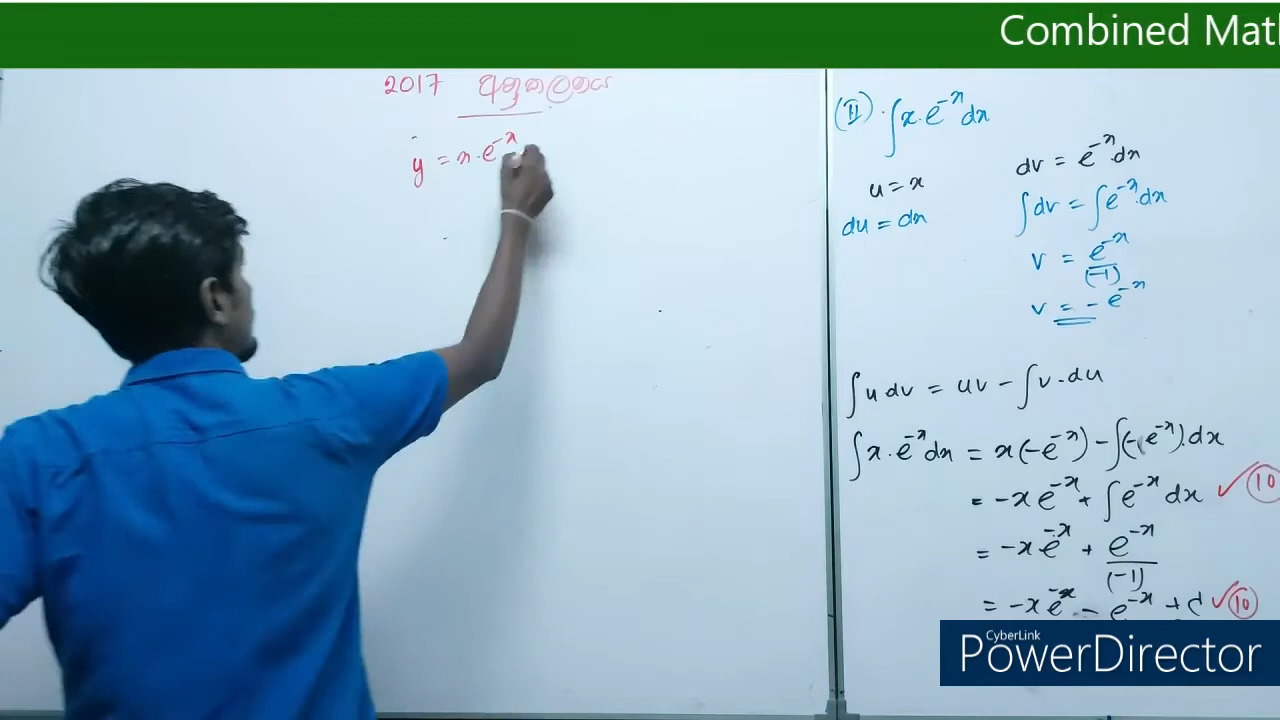 Combined Mat
2017 අනුකලනය
y = x.e^{-x}
(II). ∫x.e^{-x}dx
u = x
du = dx
dv = e^{-x}.dx
∫dv = ∫e^{-x}.dx
v = e^{-x}/(-1)
v = -e^{-x}
∫u dv = uv - ∫v.du
∫x.e^{-x}dx = x(-e^{-x}) - ∫(-e^{-x}).dx
= -xe^{-x} + ∫e^{-x} dx ✓ 10
= -xe^{-x} + e^{-x}/(-1)
= -xe^{-x} - e^{-x} + c ✓ 10
CyberLink
PowerDirector